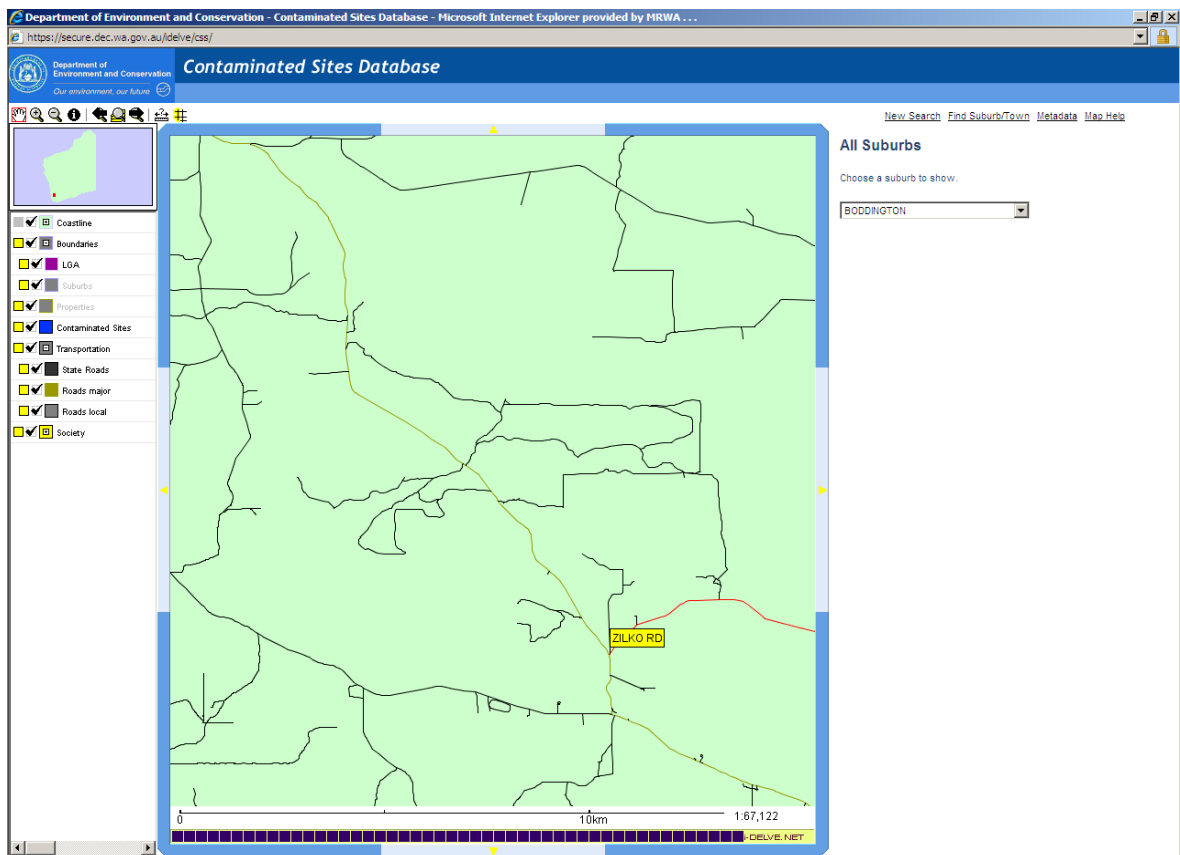 Department of Environment and Conservation - Contaminated Sites Database - Microsoft Internet Explorer provided by MRWA . . .
https://secure.dec.wa.gov.au/idelve/css/
Department of
Environment and Conservation
Our environment, our future
Contaminated Sites Database
New Search Find Suburb/Town Metadata Map Help
All Suburbs
Choose a suburb to show.
BODDINGTON
Coastline
Boundaries
LGA
Suburbs
Properties
Contaminated Sites
Transportation
State Roads
Roads major
Roads local
Society
ZILKO RD
0 10km 1:67,122
i-DELVE.NET